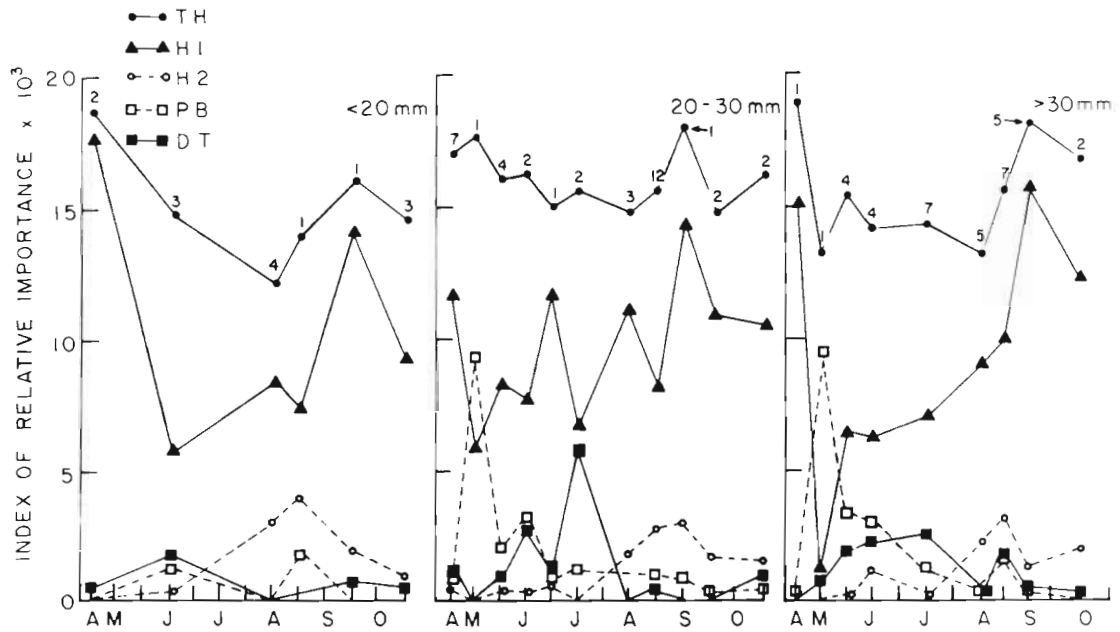 TH
H1
H2
PB
DT
INDEX OF RELATIVE IMPORTANCE × 10³
20
15
10
5
0
<20 mm
20-30 mm
>30 mm
2 3 4 1 1 3
7 1 4 2 1 2 3 12 1 2 2
1 1 4 4 7 5 7 5 2
A M J J A S O
A M J J A S O
A M J J A S O